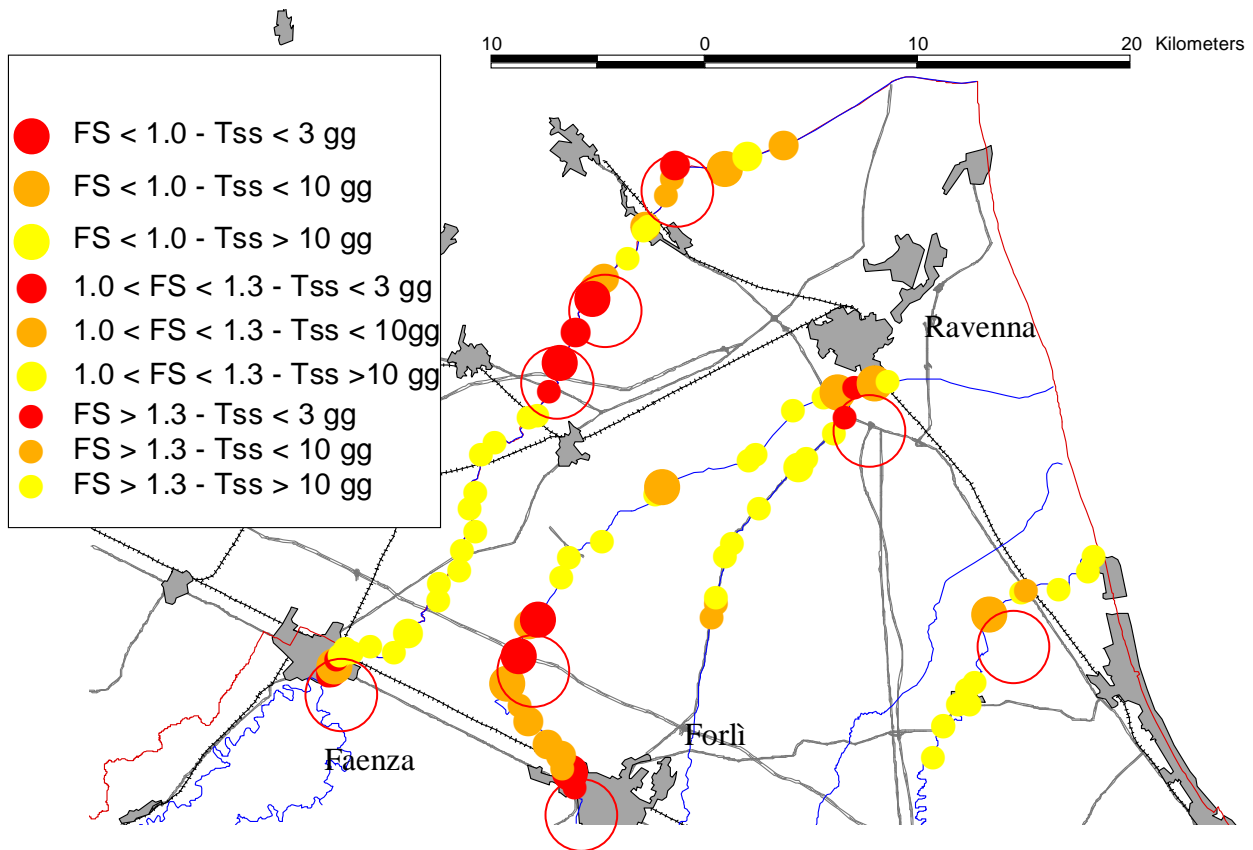 10 0 10 20 Kilometers
FS < 1.0 - Tss < 3 gg
FS < 1.0 - Tss < 10 gg
FS < 1.0 - Tss > 10 gg
1.0 < FS < 1.3 - Tss < 3 gg
1.0 < FS < 1.3 - Tss < 10gg
1.0 < FS < 1.3 - Tss >10 gg
FS > 1.3 - Tss < 3 gg
FS > 1.3 - Tss < 10 gg
FS > 1.3 - Tss > 10 gg
Ravenna
Forlì
Faenza